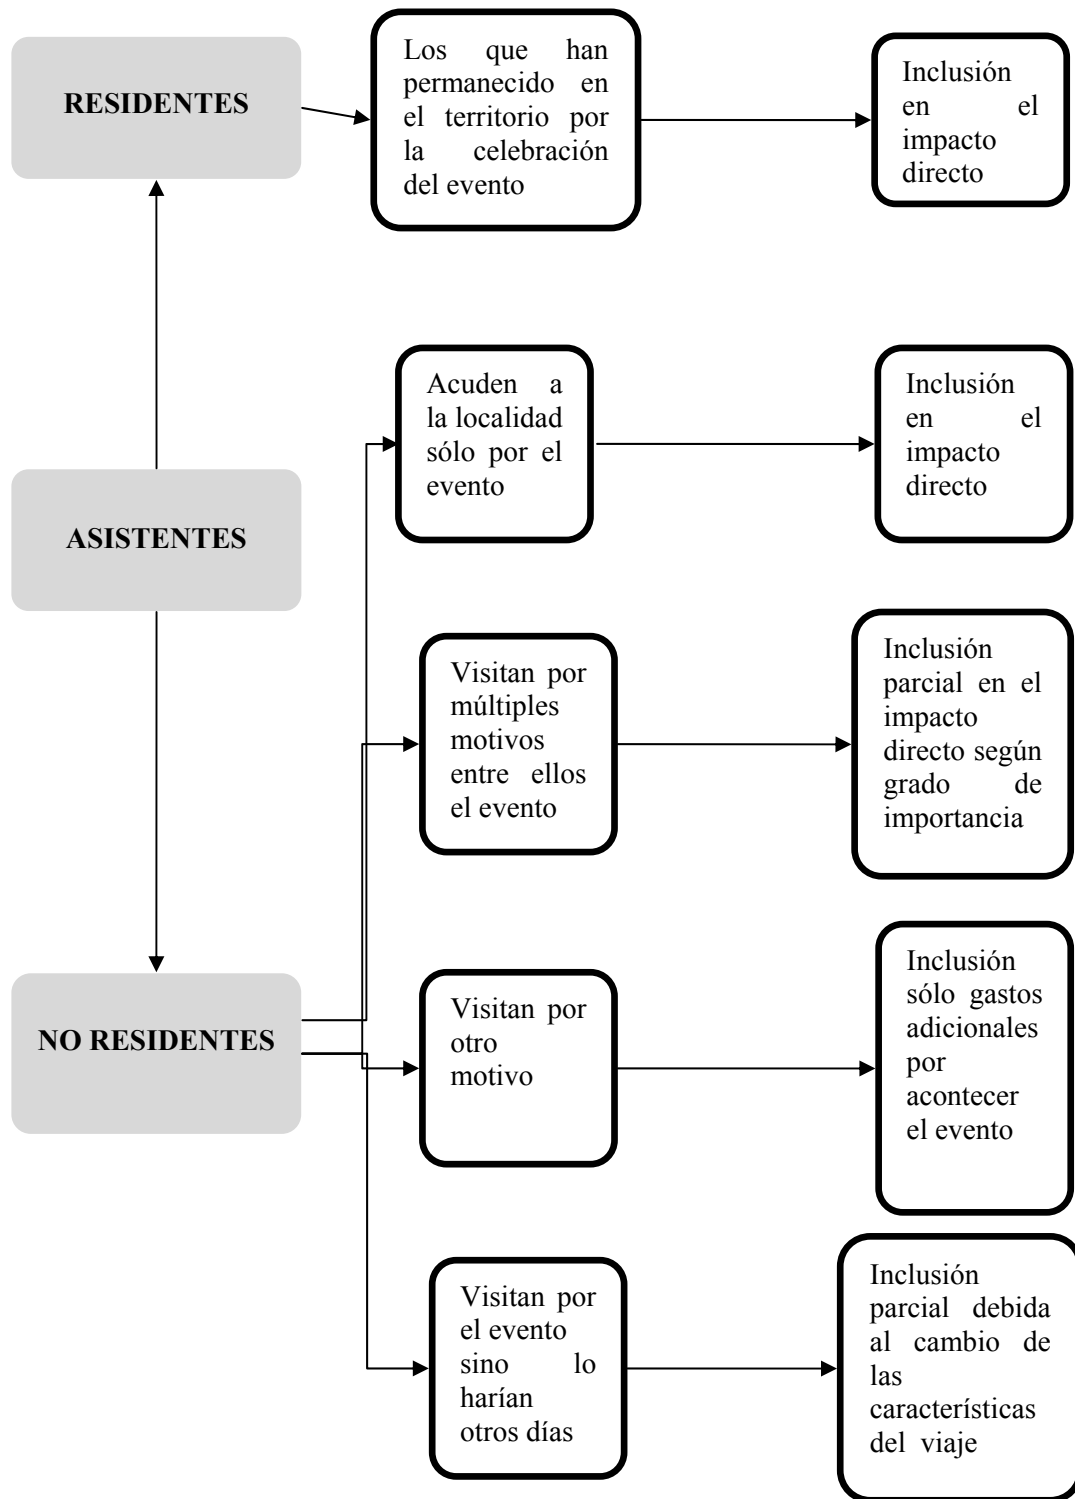 RESIDENTES
Los que han
permanecido en
el territorio por
la celebración
del evento
Inclusión
en el
impacto
directo
ASISTENTES
Acuden a
la localidad
sólo por el
evento
Inclusión
en el
impacto
directo
Visitan por
múltiples
motivos
entre ellos
el evento
Inclusión
parcial en el
impacto
directo según
grado de
importancia
NO RESIDENTES
Visitan por
otro
motivo
Inclusión
sólo gastos
adicionales
por
acontecer
el evento
Visitan por
el evento
sino lo
harían
otros días
Inclusión
parcial debida
al cambio de
las
características
del viaje